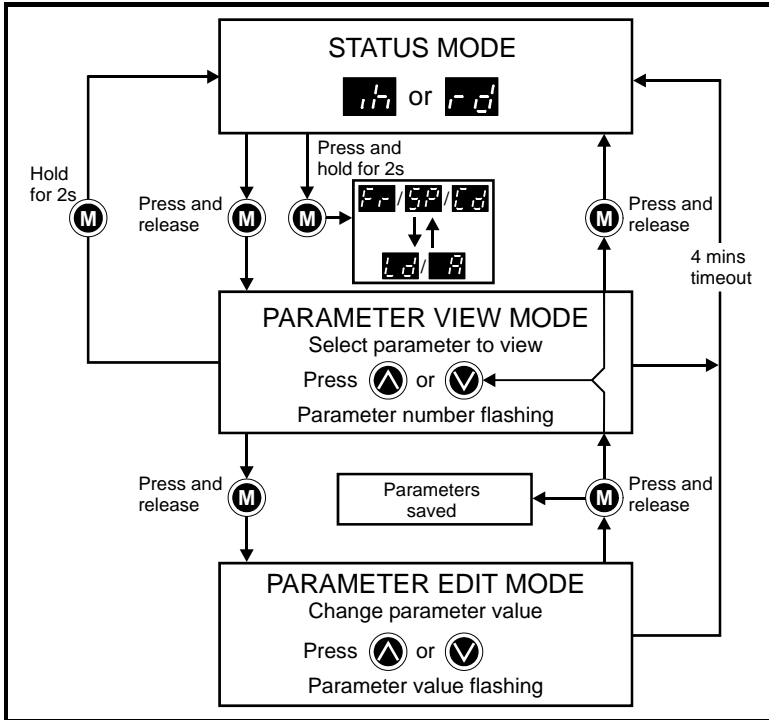 STATUS MODE
ih or rd
Hold
for 2s
M
Press and
release
M
Press and
hold for 2s
M
Fr/SP/Cd
Ld/ A
M
Press and
release
4 mins
timeout
PARAMETER VIEW MODE
Select parameter to view
Press or
Parameter number flashing
Press and
release
M
Parameters
saved
M
Press and
release
PARAMETER EDIT MODE
Change parameter value
Press or
Parameter value flashing